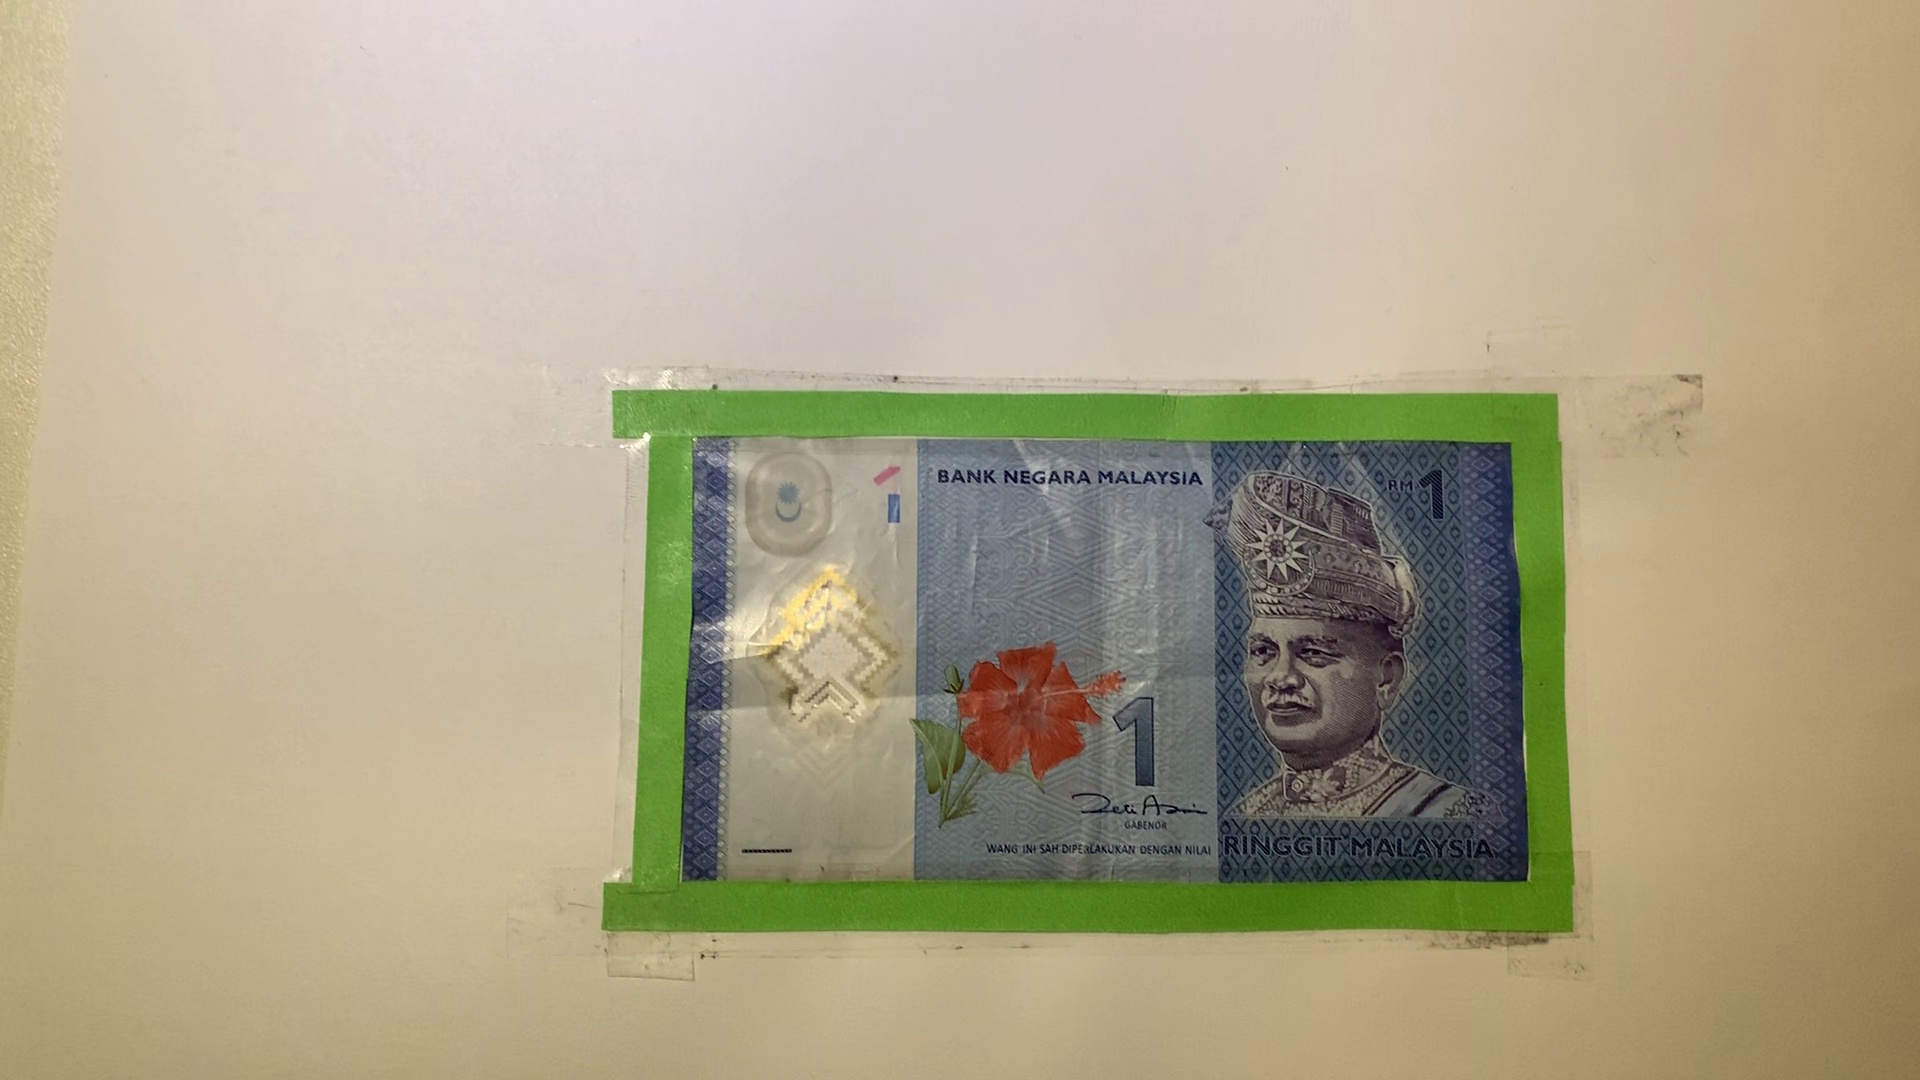 BANK NEGARA MALAYSIA
RM 1
1
GABENOR
WANG INI SAH DIPERLAKUKAN DENGAN NILAI
RINGGIT MALAYSIA